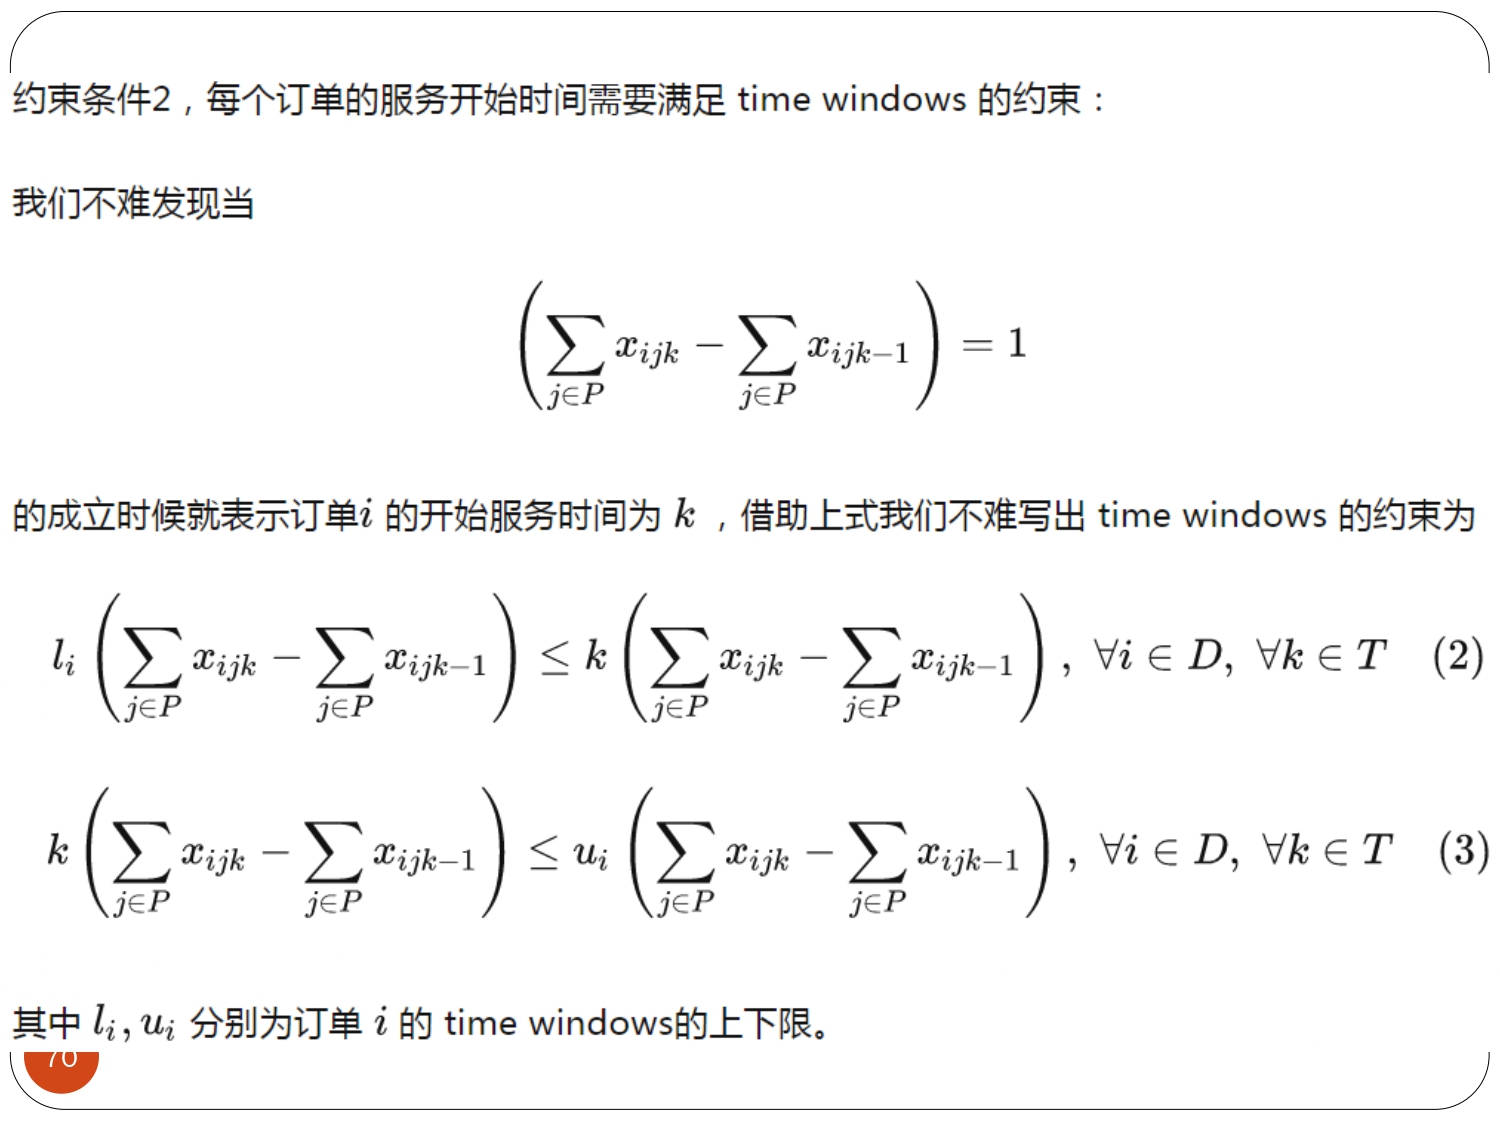 约束条件2，每个订单的服务开始时间需要满足 time windows 的约束：
我们不难发现当
$\left(\sum_{j\in P} x_{ijk} - \sum_{j\in P} x_{ijk-1}\right) = 1$
的成立时候就表示订单i 的开始服务时间为 k ，借助上式我们不难写出 time windows 的约束为
$l_i \left(\sum_{j\in P} x_{ijk} - \sum_{j\in P} x_{ijk-1}\right) \leq k \left(\sum_{j\in P} x_{ijk} - \sum_{j\in P} x_{ijk-1}\right), \ \forall i \in D, \ \forall k \in T \quad (2)$
$k \left(\sum_{j\in P} x_{ijk} - \sum_{j\in P} x_{ijk-1}\right) \leq u_i \left(\sum_{j\in P} x_{ijk} - \sum_{j\in P} x_{ijk-1}\right), \ \forall i \in D, \ \forall k \in T \quad (3)$
其中 $l_i, u_i$ 分别为订单 i 的 time windows的上下限。
70